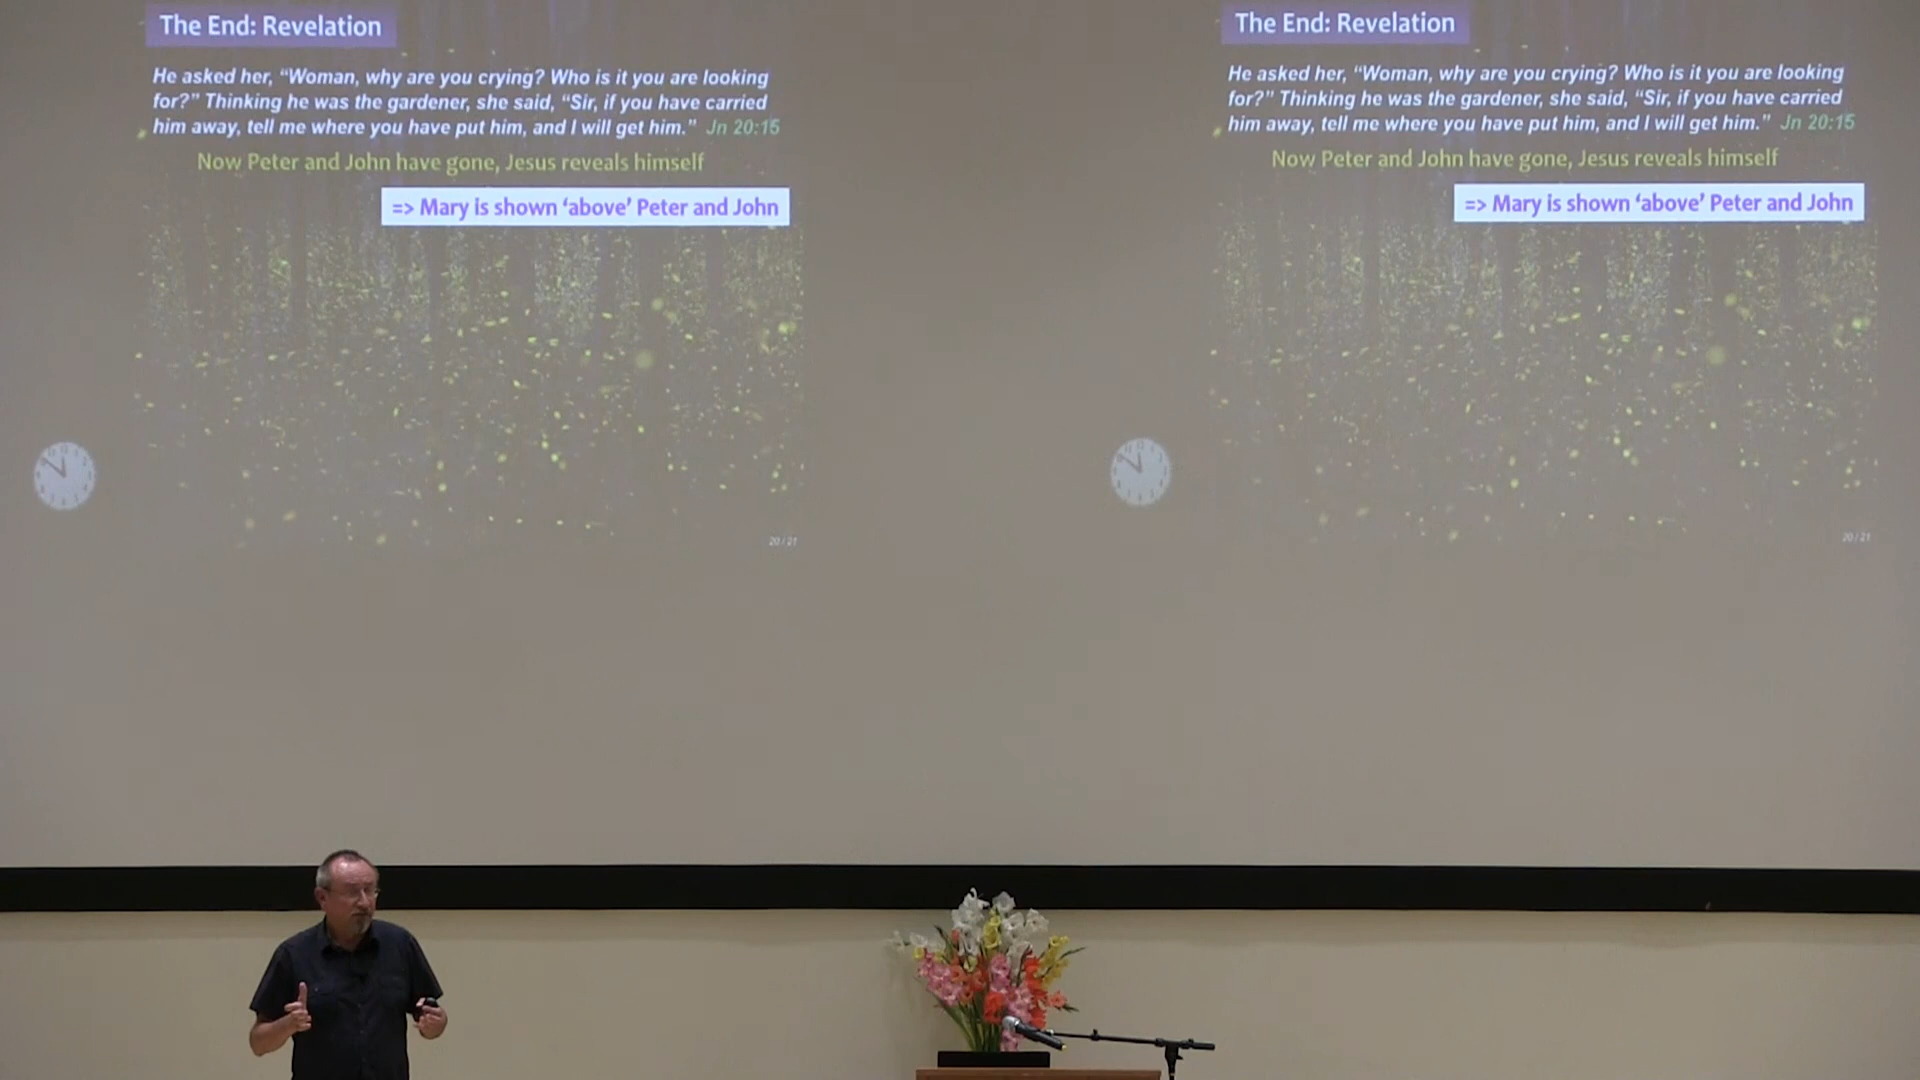 The End: Revelation
He asked her, “Woman, why are you crying? Who is it you are looking
for?” Thinking he was the gardener, she said, “Sir, if you have carried
him away, tell me where you have put him, and I will get him.” Jn 20:15
Now Peter and John have gone, Jesus reveals himself
=> Mary is shown ‘above’ Peter and John
20 / 21
The End: Revelation
He asked her, “Woman, why are you crying? Who is it you are looking
for?” Thinking he was the gardener, she said, “Sir, if you have carried
him away, tell me where you have put him, and I will get him.” Jn 20:15
Now Peter and John have gone, Jesus reveals himself
=> Mary is shown ‘above’ Peter and John
20 / 21